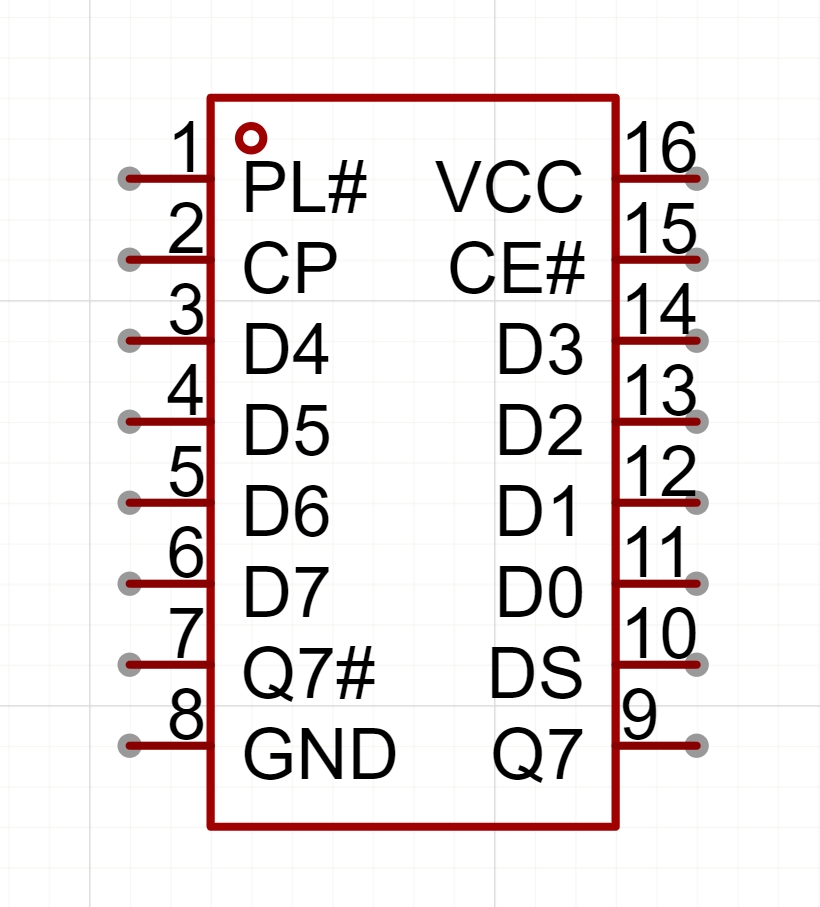 1 16
PL# VCC
2 15
CP CE#
3 14
D4 D3
4 13
D5 D2
5 12
D6 D1
6 11
D7 D0
7 10
Q7# DS
8 9
GND Q7